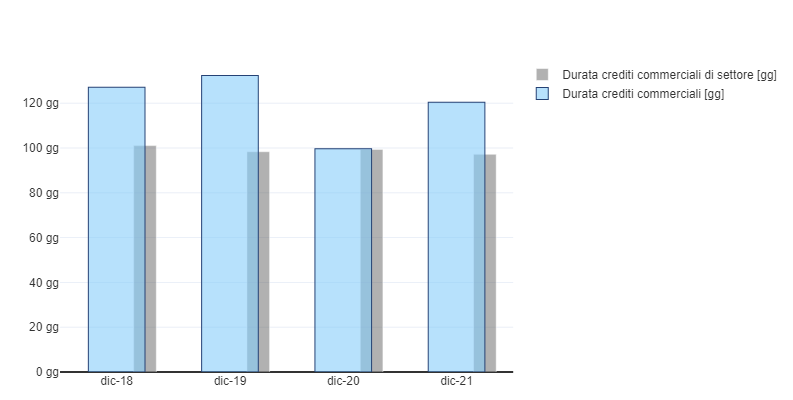 Durata crediti commerciali di settore [gg]
Durata crediti commerciali [gg]
120 gg
100 gg
80 gg
60 gg
40 gg
20 gg
0 gg
dic-18 dic-19 dic-20 dic-21